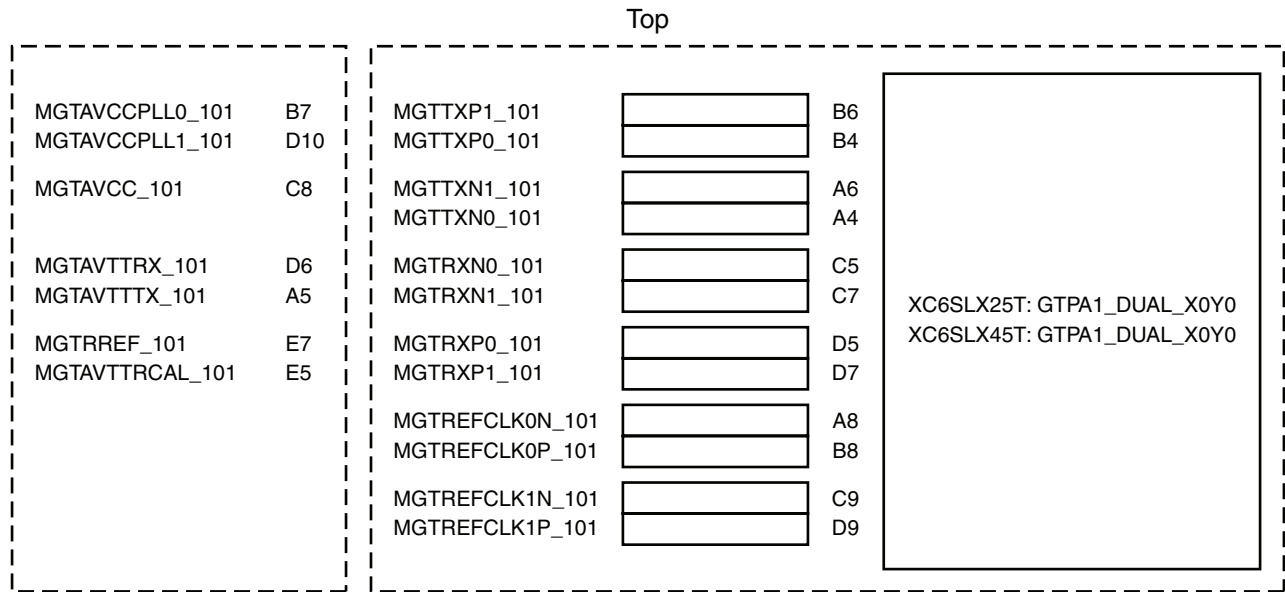 Top
MGTAVCCPLL0_101 B7
MGTAVCCPLL1_101 D10
MGTAVCC_101 C8
MGTAVTTRX_101 D6
MGTAVTTTX_101 A5
MGTRREF_101 E7
MGTAVTTRCAL_101 E5
MGTTXP1_101 B6
MGTTXP0_101 B4
MGTTXN1_101 A6
MGTTXN0_101 A4
MGTRXN0_101 C5
MGTRXN1_101 C7
MGTRXP0_101 D5
MGTRXP1_101 D7
MGTREFCLK0N_101 A8
MGTREFCLK0P_101 B8
MGTREFCLK1N_101 C9
MGTREFCLK1P_101 D9
XC6SLX25T: GTPA1_DUAL_X0Y0
XC6SLX45T: GTPA1_DUAL_X0Y0